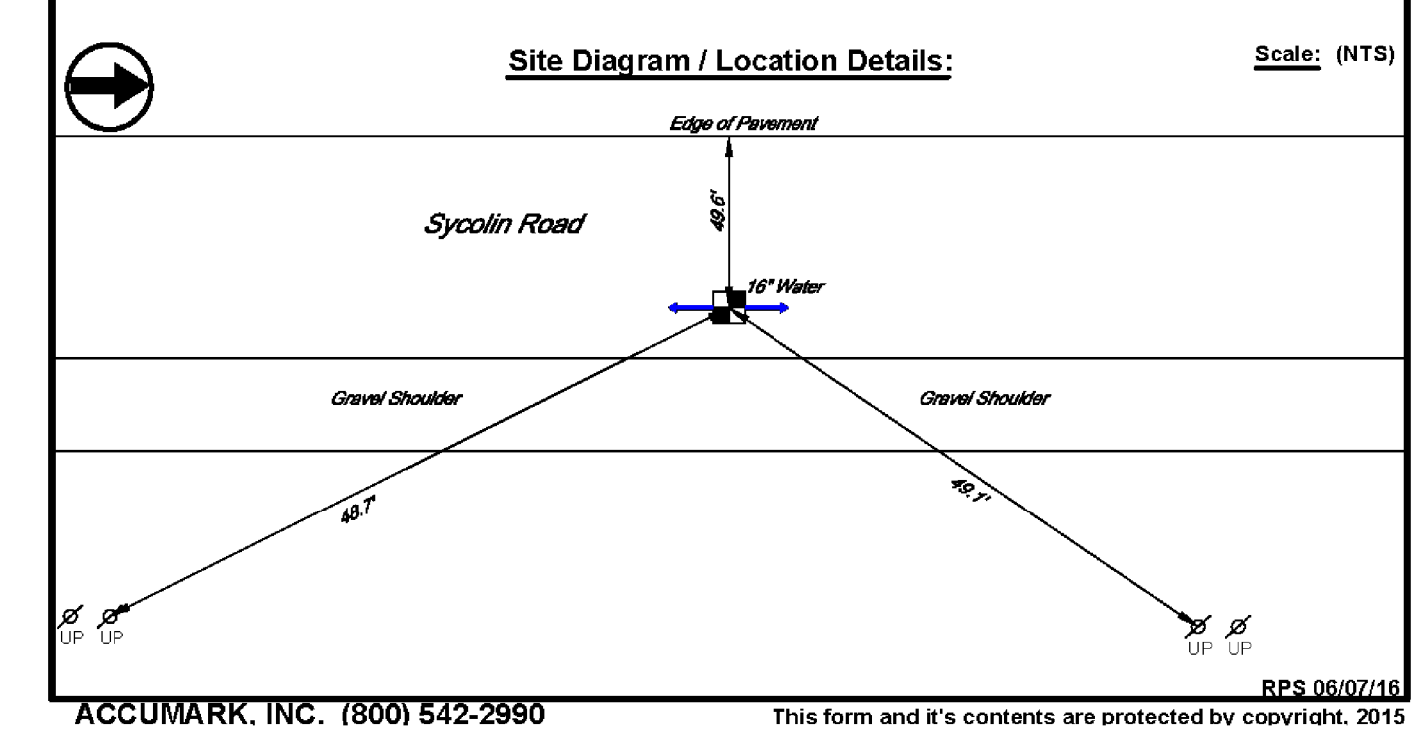 Site Diagram / Location Details:
Scale: (NTS)
Edge of Pavement
Sycolin Road
49.6'
16" Water
Gravel Shoulder
Gravel Shoulder
48.7'
49.1'
UP UP
UP UP
RPS 06/07/16
ACCUMARK, INC. (800) 542-2990
This form and it's contents are protected by copyright, 2015